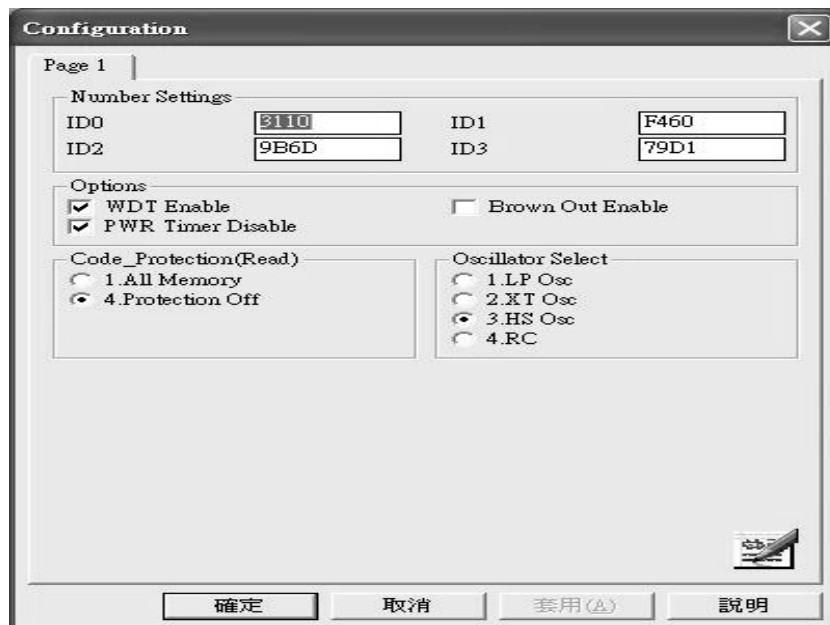 Configuration
Page 1
Number Settings
ID0 3110 ID1 F460
ID2 9B6D ID3 79D1
Options
WDT Enable Brown Out Enable
PWR Timer Disable
Code_Protection(Read) Oscillator Select
1.All Memory 1.LP Osc
4.Protection Off 2.XT Osc
3.HS Osc
4.RC
確定 取消 套用(A) 説明